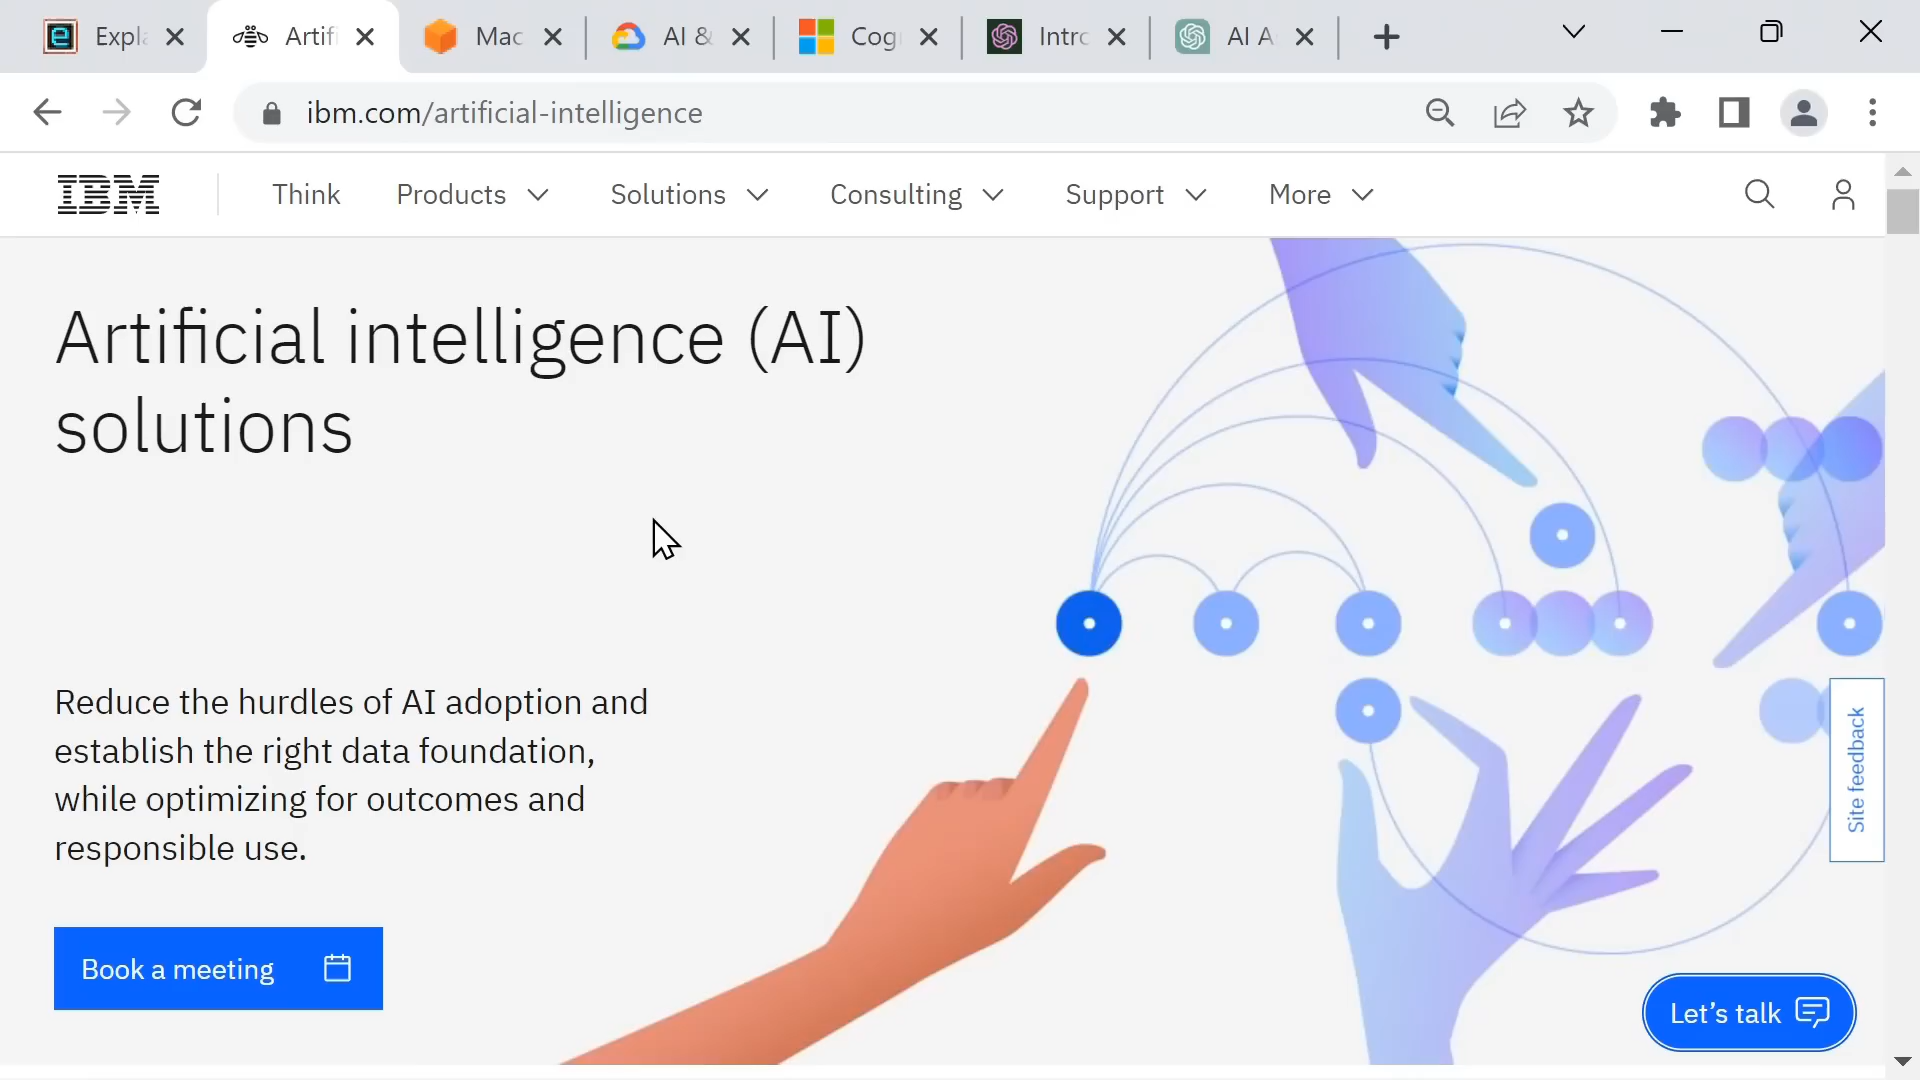 Expla
Artifi
Mac
AI &
Cog
Intro
AI A
ibm.com/artificial-intelligence
IBM
Think
Products
Solutions
Consulting
Support
More
Artificial intelligence (AI)
solutions
Reduce the hurdles of AI adoption and
establish the right data foundation,
while optimizing for outcomes and
responsible use.
Site feedback
Book a meeting
Let's talk